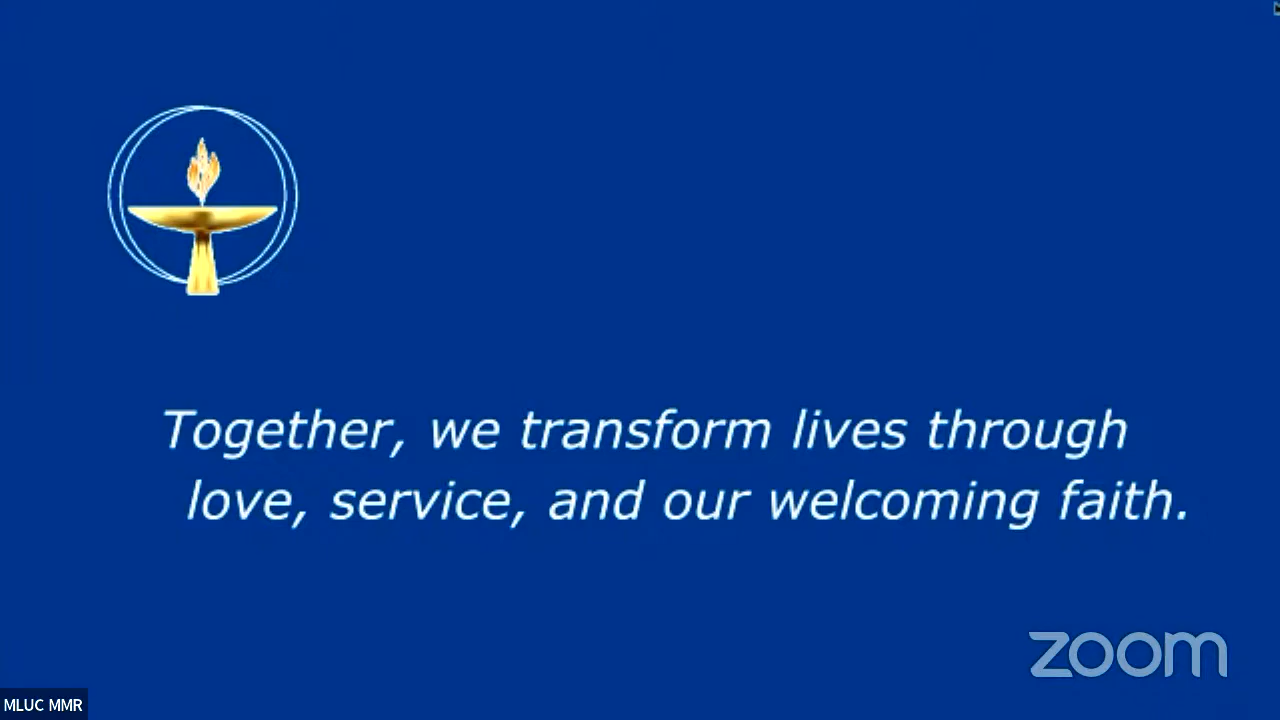 Together, we transform lives through
love, service, and our welcoming faith.
zoom
MLUC MMR